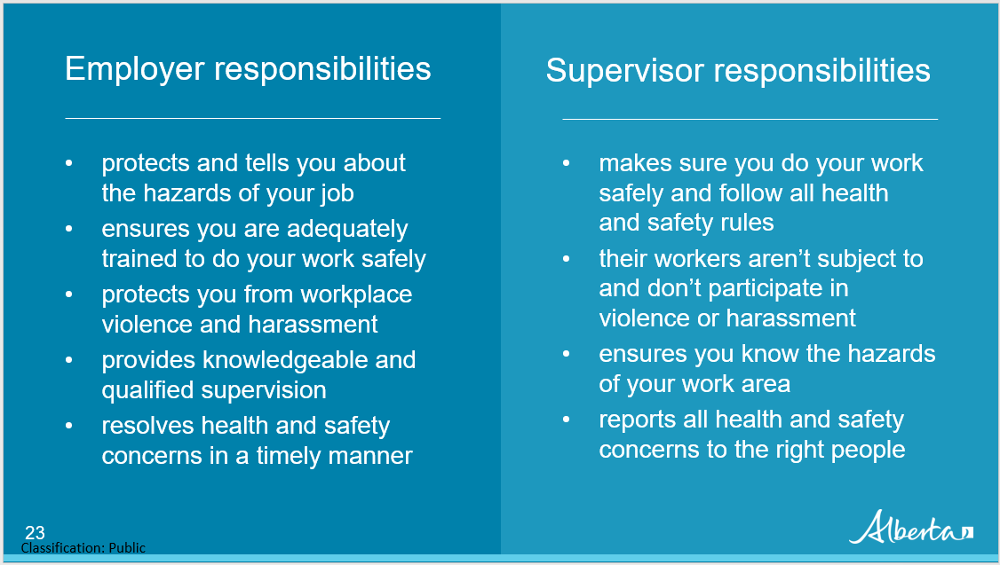 Employer responsibilities
• protects and tells you about
the hazards of your job
• ensures you are adequately
trained to do your work safely
• protects you from workplace
violence and harassment
• provides knowledgeable and
qualified supervision
• resolves health and safety
concerns in a timely manner
Supervisor responsibilities
• makes sure you do your work
safely and follow all health
and safety rules
• their workers aren’t subject to
and don’t participate in
violence or harassment
• ensures you know the hazards
of your work area
• reports all health and safety
concerns to the right people
23
Classification: Public
Alberta